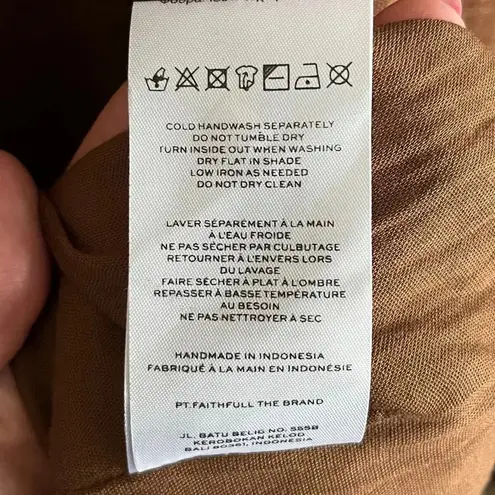 COLD HANDWASH SEPARATELY
DO NOT TUMBLE DRY
TURN INSIDE OUT WHEN WASHING
DRY FLAT IN SHADE
LOW IRON AS NEEDED
DO NOT DRY CLEAN
LAVER SÉPARÉMENT À LA MAIN
À L'EAU FROIDE
NE PAS SÉCHER PAR CULBUTAGE
RETOURNER À L'ENVERS LORS
DU LAVAGE
FAIRE SÉCHER À PLAT À L'OMBRE
REPASSER À BASSE TEMPÉRATURE
AU BESOIN
NE PAS NETTOYER À SEC
HANDMADE IN INDONESIA
FABRIQUÉ À LA MAIN EN INDONÉSIE
PT.FAITHFULL THE BRAND
JL. BATU BELIG NO. 555B
KEROBOKAN KELOD
BALI 80361, INDONESIA